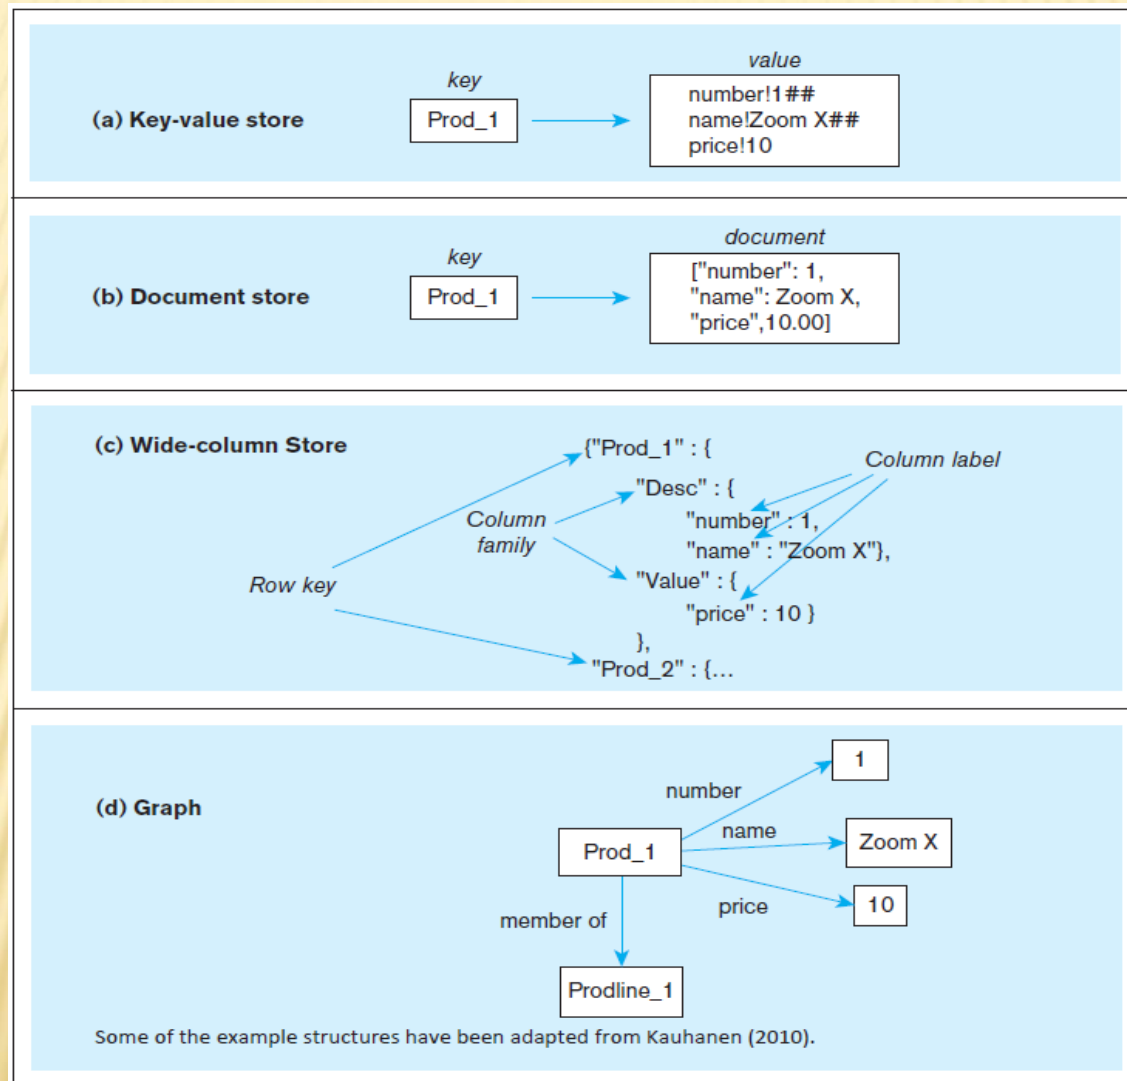 (a) Key-value store
key
Prod_1
value
number!1##
name!Zoom X##
price!10
(b) Document store
key
Prod_1
document
["number": 1,
"name": Zoom X,
"price",10.00]
(c) Wide-column Store
Row key
Column
family
Column label
{"Prod_1" : {
"Desc" : {
"number" : 1,
"name" : "Zoom X"},
"Value" : {
"price" : 10 }
},
"Prod_2" : {...
(d) Graph
Prod_1
number
1
name
Zoom X
price
10
member of
Prodline_1
Some of the example structures have been adapted from Kauhanen (2010).